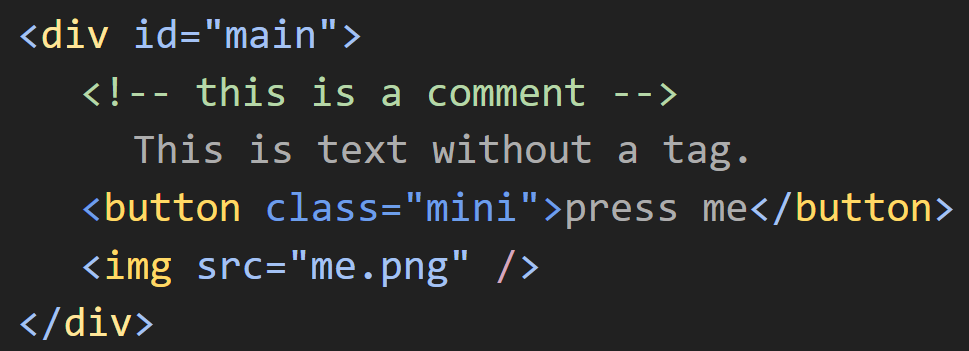 <div id="main">
<!-- this is a comment -->
This is text without a tag.
<button class="mini">press me</button>
<img src="me.png" />
</div>